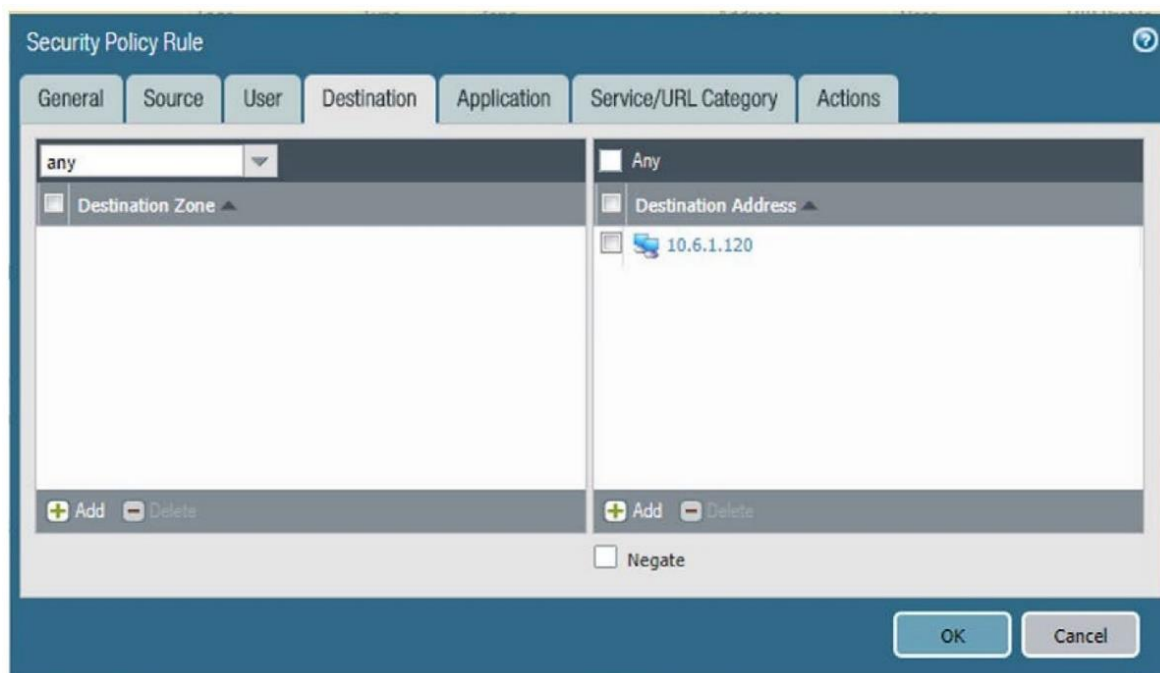 Security Policy Rule
General Source User Destination Application Service/URL Category Actions
any
Destination Zone
Add Delete
Any
Destination Address
10.6.1.120
Add Delete
Negate
OK Cancel